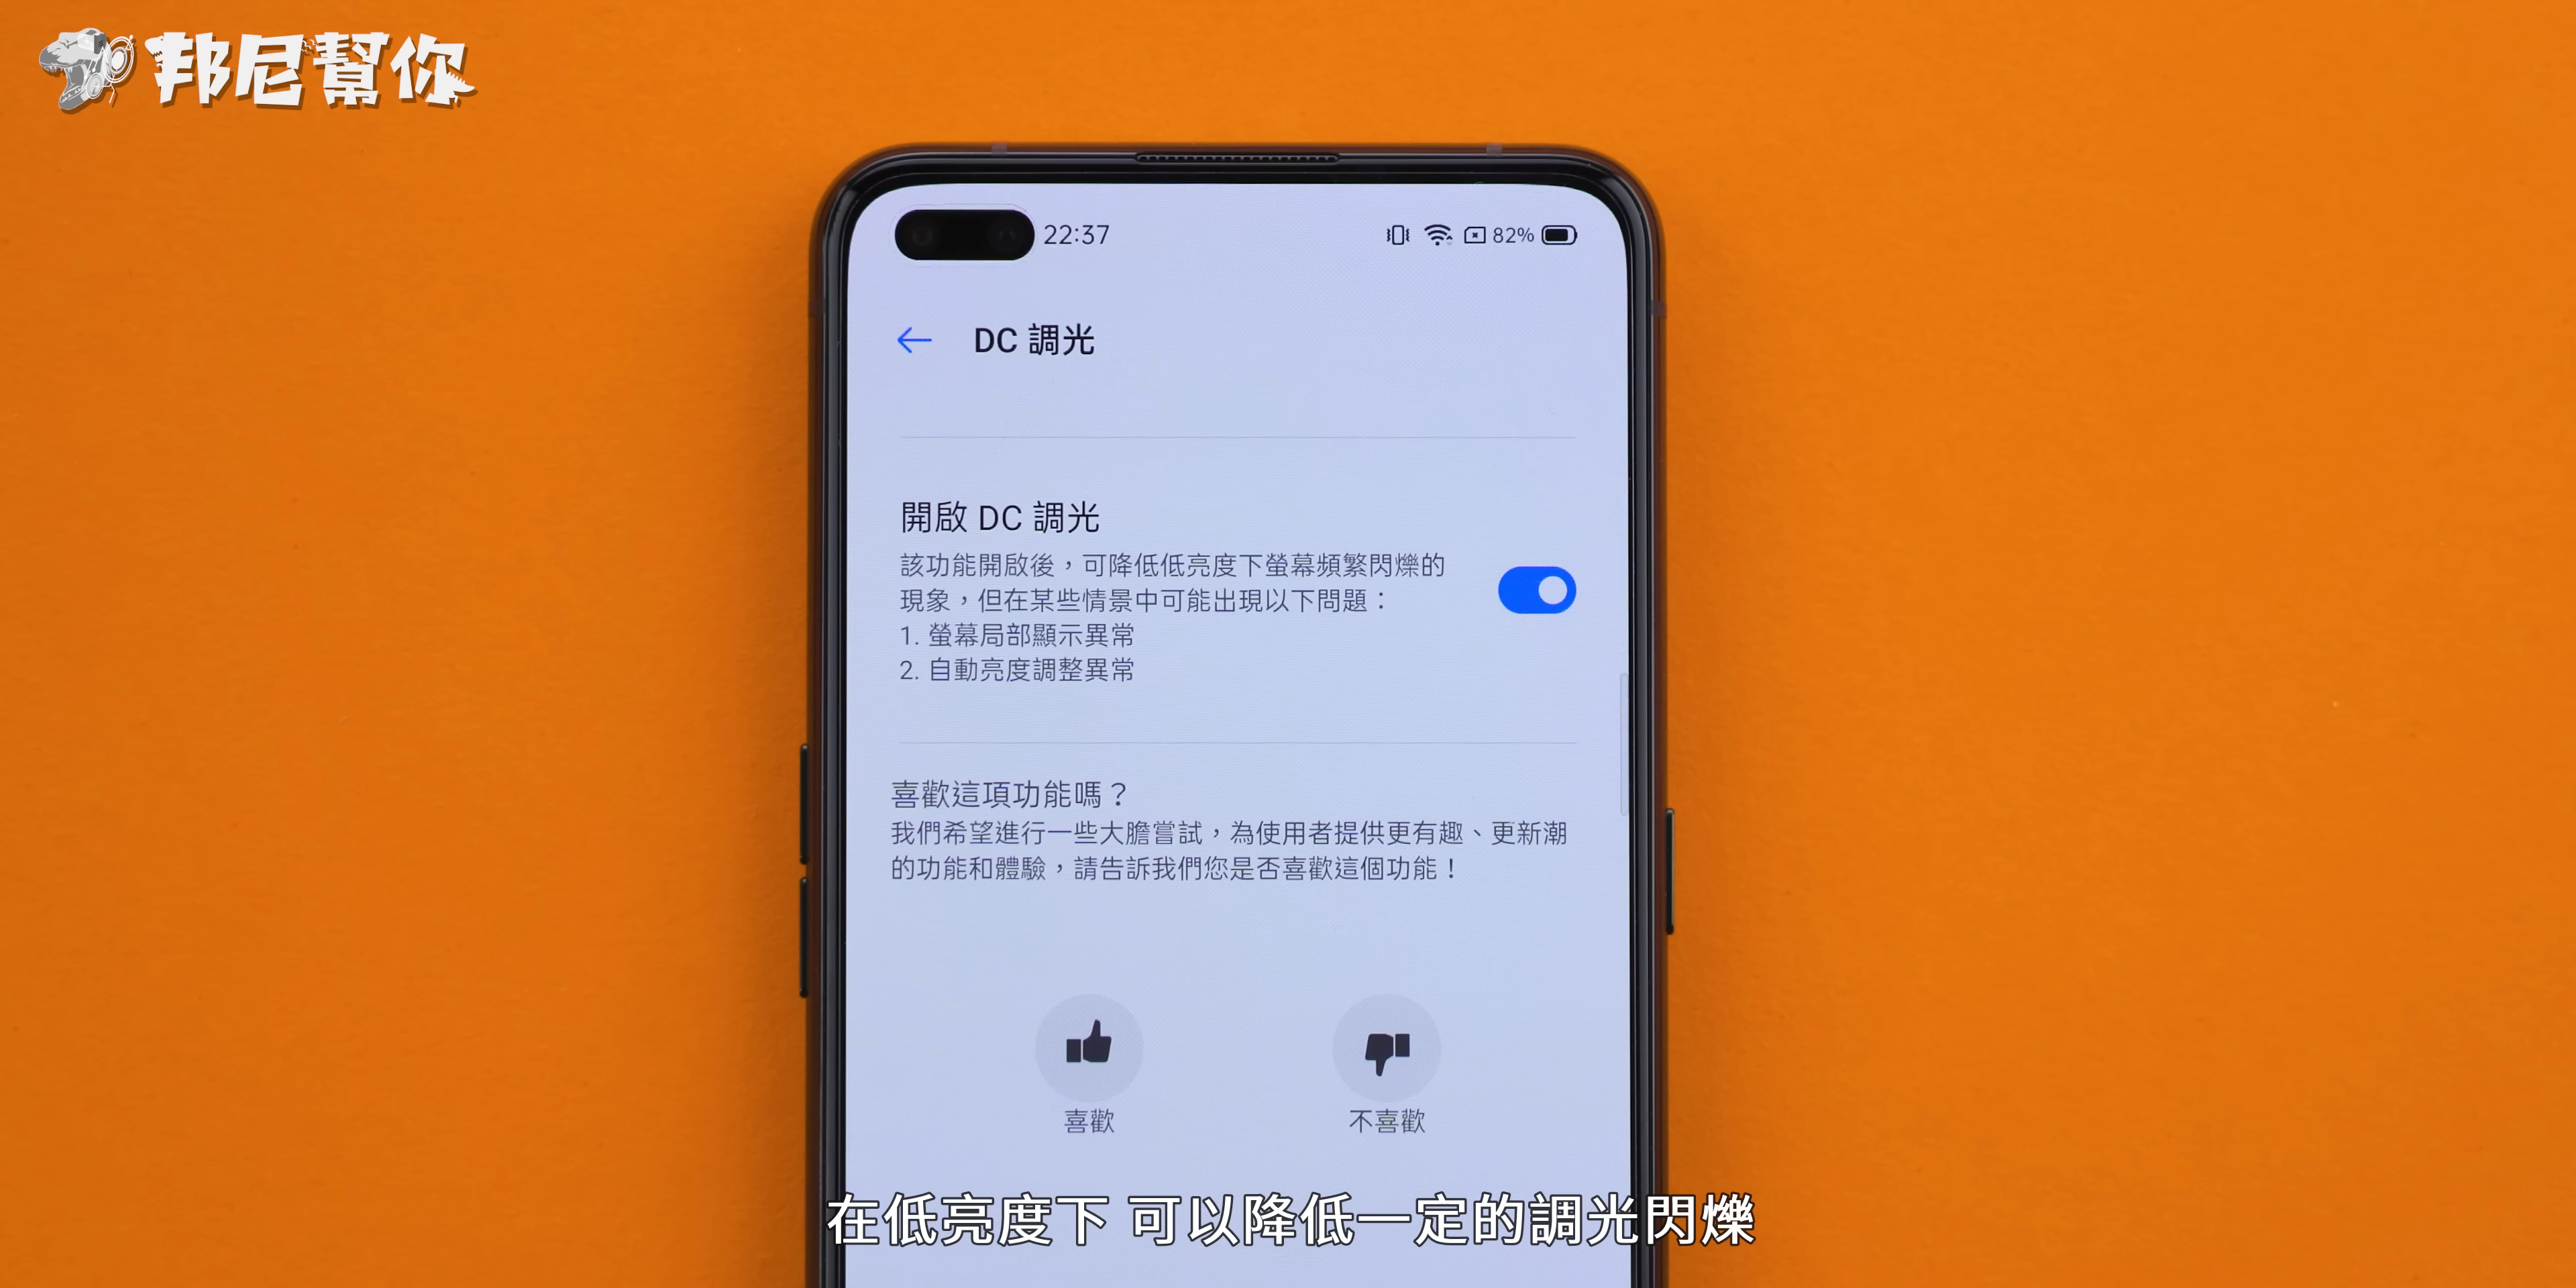 邦尼幫你
22:37
82%
DC 調光
開啟 DC 調光
該功能開啟後，可降低低亮度下螢幕頻繁閃爍的
現象，但在某些情景中可能出現以下問題：
1. 螢幕局部顯示異常
2. 自動亮度調整異常
喜歡這項功能嗎？
我們希望進行一些大膽嘗試，為使用者提供更有趣、更新潮
的功能和體驗，請告訴我們您是否喜歡這個功能！
喜歡
不喜歡
在低亮度下 可以降低一定的調光閃爍